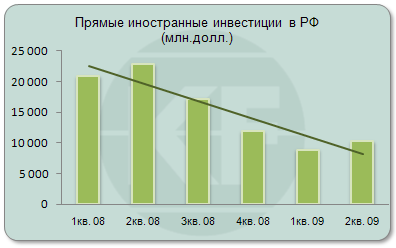 Прямые иностранные инвестиции в РФ
(млн.долл.)
25 000
20 000
15 000
10 000
5 000
0
1кв. 08 2кв. 08 3кв. 08 4кв. 08 1кв. 09 2кв. 09